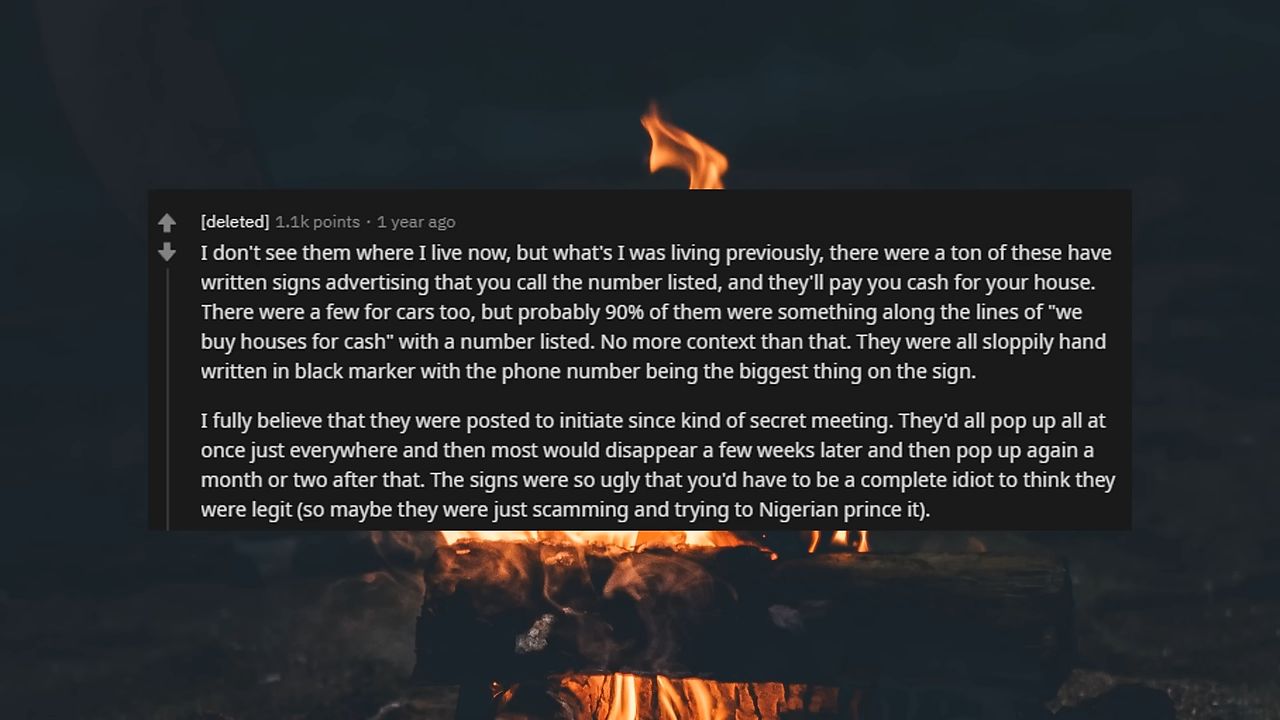 [deleted] 1.1k points · 1 year ago
I don't see them where I live now, but what's I was living previously, there were a ton of these have
written signs advertising that you call the number listed, and they'll pay you cash for your house.
There were a few for cars too, but probably 90% of them were something along the lines of "we
buy houses for cash" with a number listed. No more context than that. They were all sloppily hand
written in black marker with the phone number being the biggest thing on the sign.
I fully believe that they were posted to initiate since kind of secret meeting. They'd all pop up all at
once just everywhere and then most would disappear a few weeks later and then pop up again a
month or two after that. The signs were so ugly that you'd have to be a complete idiot to think they
were legit (so maybe they were just scamming and trying to Nigerian prince it).